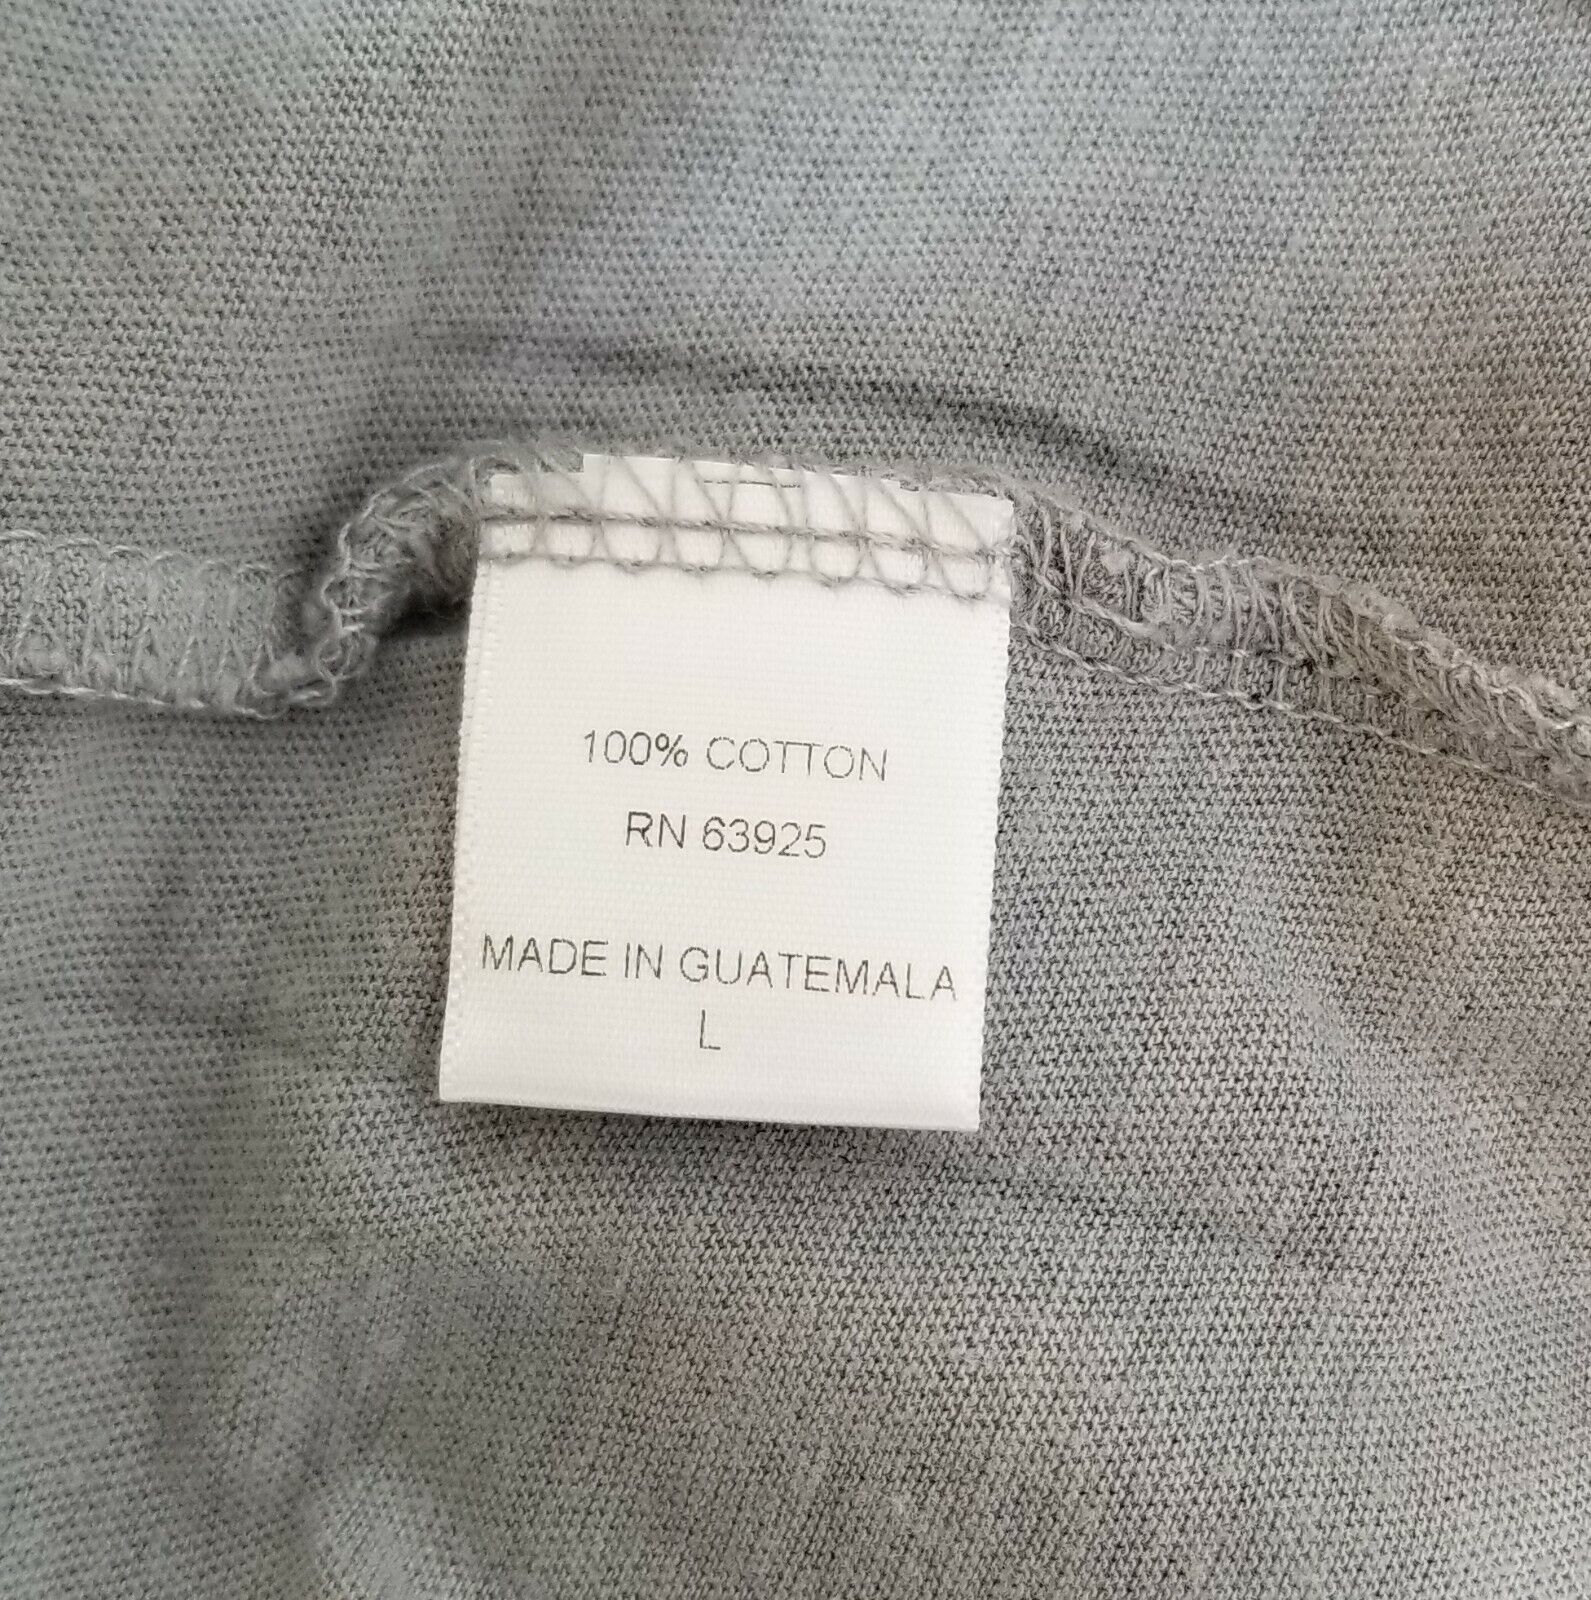 100% COTTON
RN 63925
MADE IN GUATEMALA
L